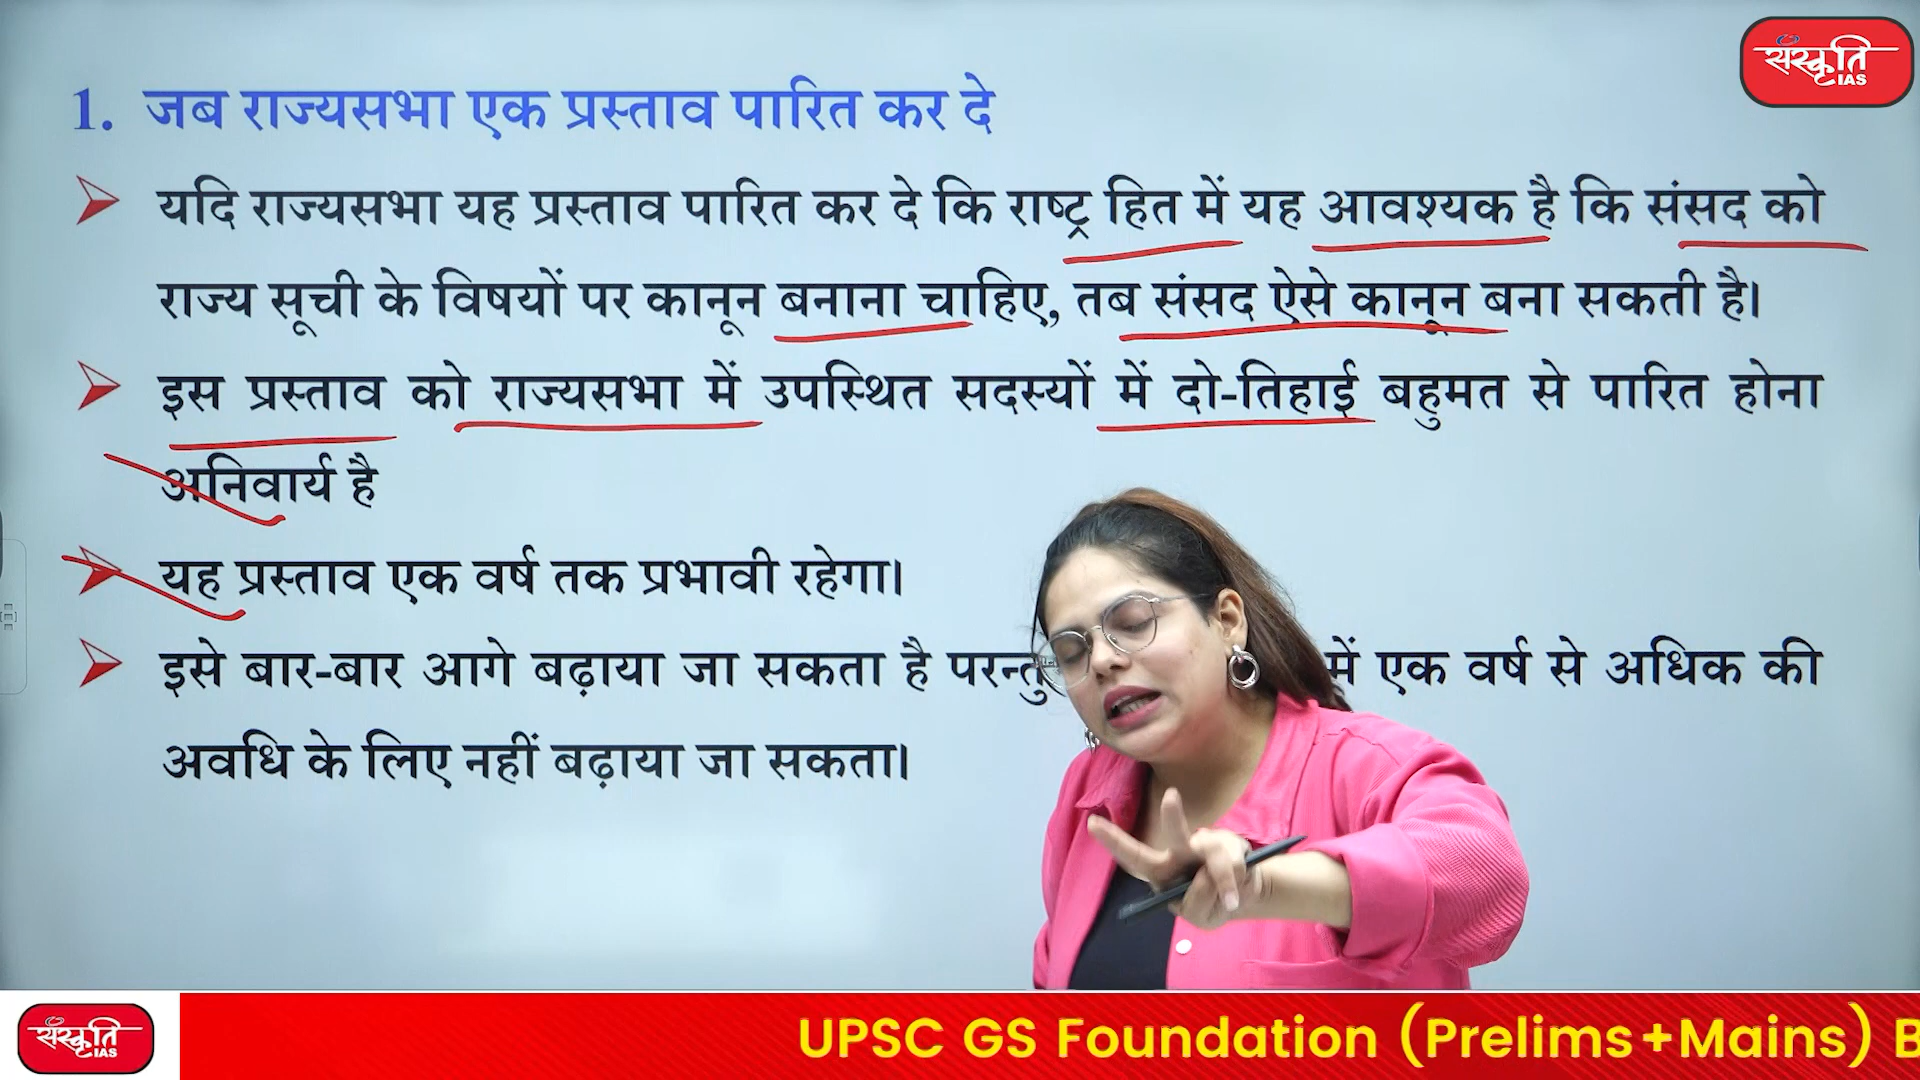 संस्कृति
IAS
1. जब राज्यसभा एक प्रस्ताव पारित कर दे
यदि राज्यसभा यह प्रस्ताव पारित कर दे कि राष्ट्र हित में यह आवश्यक है कि संसद को
राज्य सूची के विषयों पर कानून बनाना चाहिए, तब संसद ऐसे कानून बना सकती है।
इस प्रस्ताव को राज्यसभा में उपस्थित सदस्यों में दो-तिहाई बहुमत से पारित होना
अनिवार्य है
यह प्रस्ताव एक वर्ष तक प्रभावी रहेगा।
इसे बार-बार आगे बढ़ाया जा सकता है परन्तु में एक वर्ष से अधिक की
अवधि के लिए नहीं बढ़ाया जा सकता।
संस्कृति
IAS
UPSC GS Foundation (Prelims+Mains) B